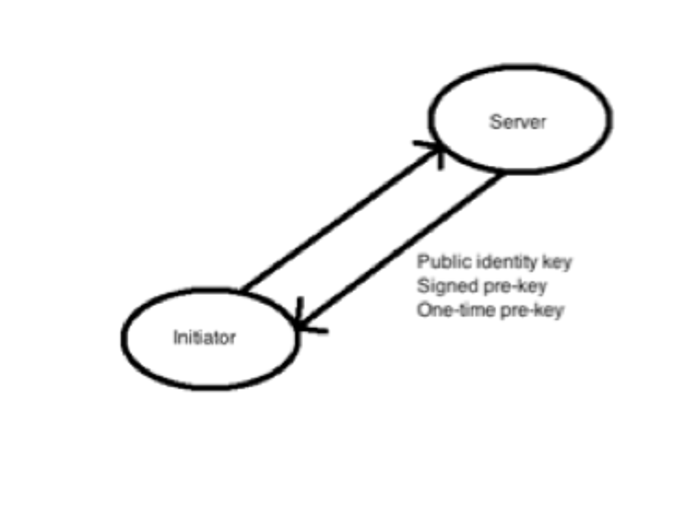 Server
Public identity key
Signed pre-key
One-time pre-key
Initiator